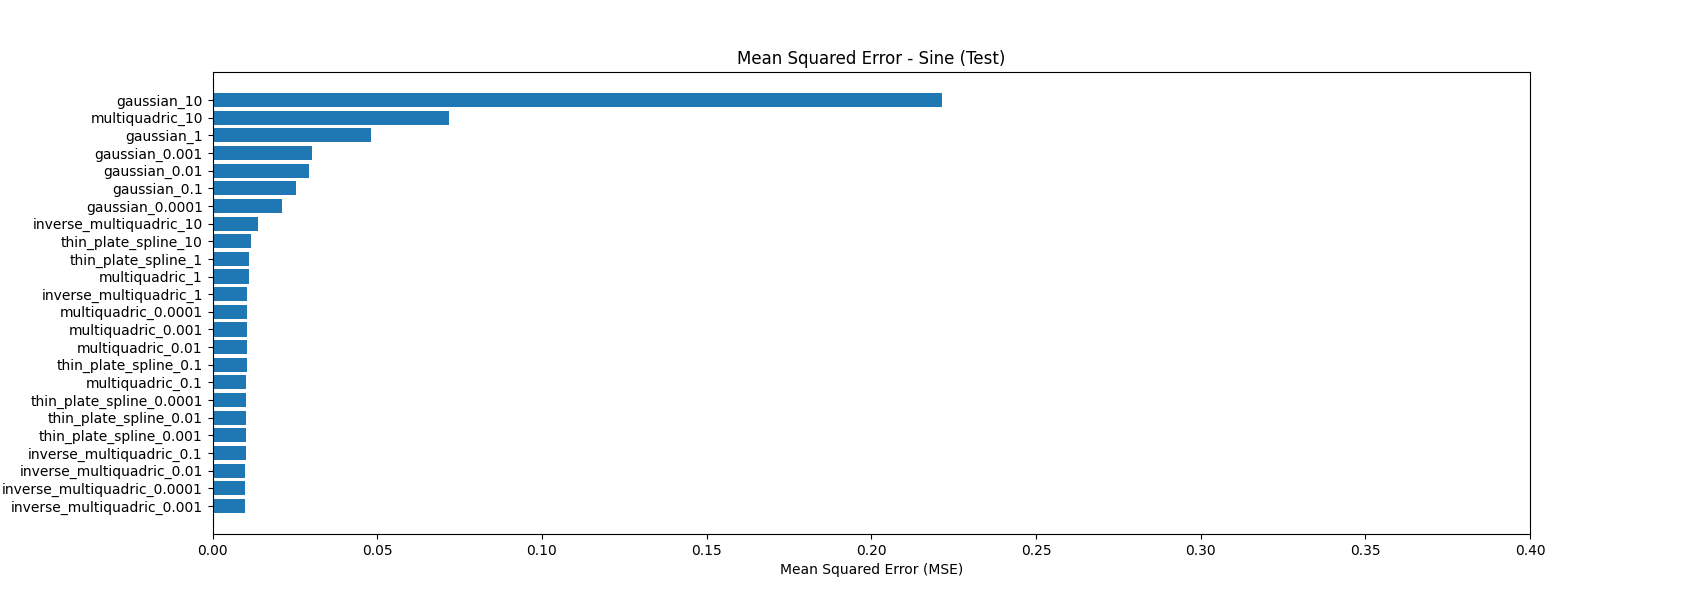 Mean Squared Error - Sine (Test)
gaussian_10
multiquadric_10
gaussian_1
gaussian_0.001
gaussian_0.01
gaussian_0.1
gaussian_0.0001
inverse_multiquadric_10
thin_plate_spline_10
thin_plate_spline_1
multiquadric_1
inverse_multiquadric_1
multiquadric_0.0001
multiquadric_0.001
multiquadric_0.01
thin_plate_spline_0.1
multiquadric_0.1
thin_plate_spline_0.0001
thin_plate_spline_0.01
thin_plate_spline_0.001
inverse_multiquadric_0.1
inverse_multiquadric_0.01
inverse_multiquadric_0.0001
inverse_multiquadric_0.001
0.00 0.05 0.10 0.15 0.20 0.25 0.30 0.35 0.40
Mean Squared Error (MSE)